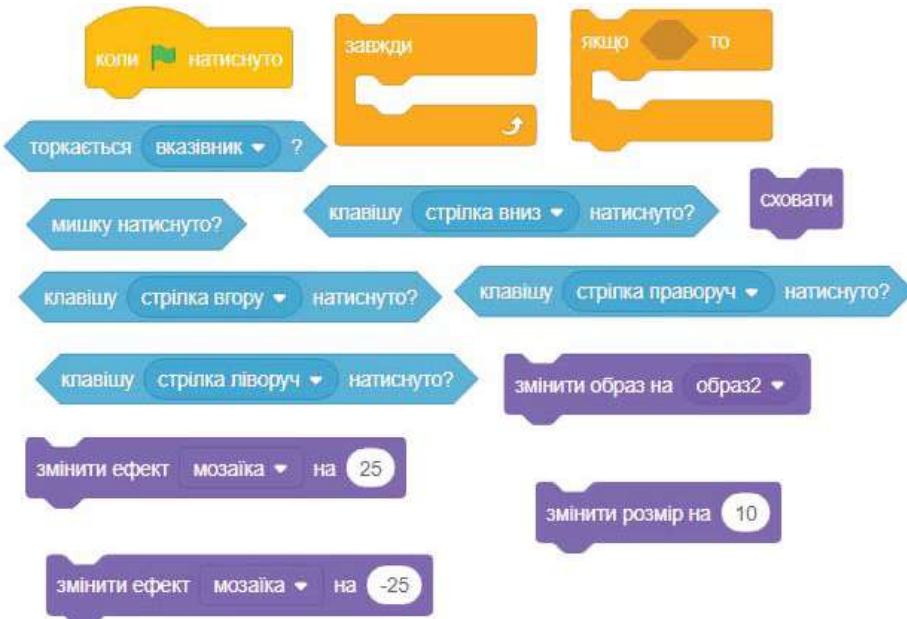 коли натиснуто
завжди
якщо то
торкається вказівник ?
мишку натиснуто?
клавішу стрілка вниз натиснуто?
сховати
клавішу стрілка вгору натиснуто?
клавішу стрілка праворуч натиснуто?
клавішу стрілка ліворуч натиснуто?
змінити образ на образ2
змінити ефект мозаїка на 25
змінити розмір на 10
змінити ефект мозаїка на -25